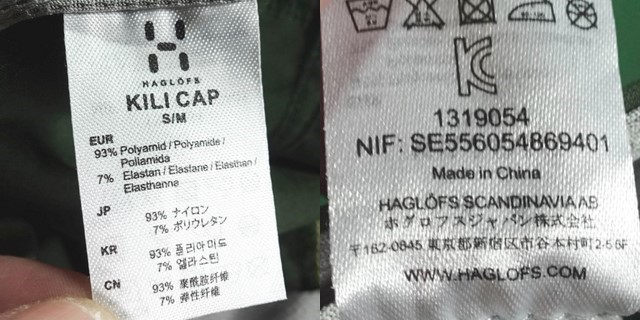 HAGLÖFS
KILI CAP
S/M
EUR
93% Polyamid / Polyamide /
Poliamida
7% Elastan / Elastane / Elasthan /
Elasthanna
JP 93% ナイロン
7% ポリウレタン
KR 93% 폴리아미드
7% 엘라스틴
CN 93% 聚酰胺纤维
7% 弹性纤维
1319054
NIF: SE556054869401
Made in China
HAGLÖFS SCANDINAVIA AB
ホグロフスジャパン株式会社
〒162-0845 東京都新宿区市谷本村町2-5 6F
WWW.HAGLOFS.COM